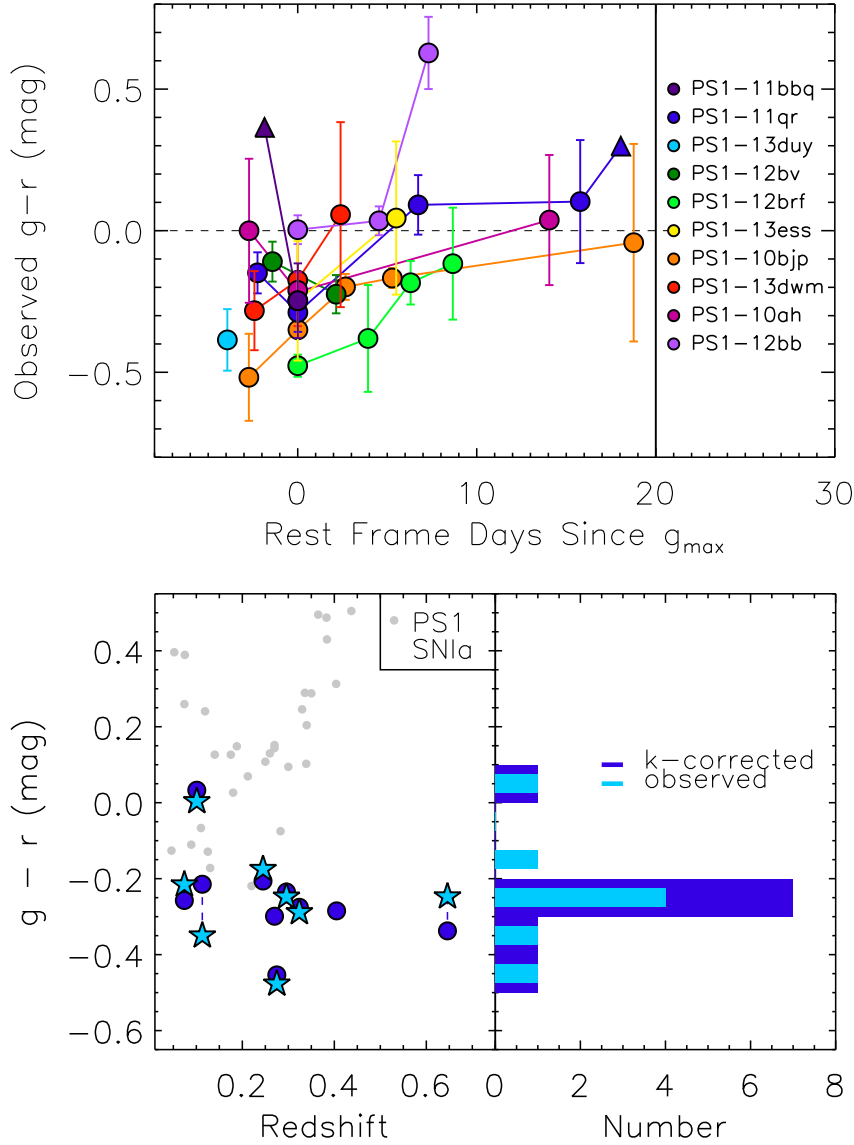 Observed g-r (mag)
0.5
0.0
-0.5
PS1-11bbq
PS1-11qr
PS1-13duy
PS1-12bv
PS1-12brf
PS1-13ess
PS1-10bjp
PS1-13dwm
PS1-10ah
PS1-12bb
0 10 20 30
Rest Frame Days Since gmax
g - r (mag)
0.4
0.2
0.0
-0.2
-0.4
-0.6
PS1
SNIa
k-corrected
observed
0.2 0.4 0.6
Redshift
0 2 4 6 8
Number